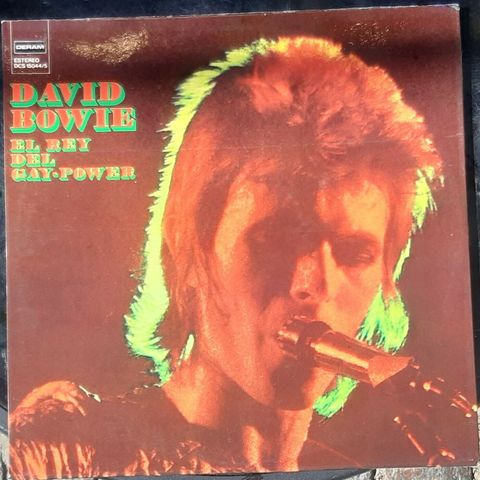 DERAM
ESTEREO
DCS 15044/5
DAVID
BOWIE
EL REY
DEL
GAY-POWER